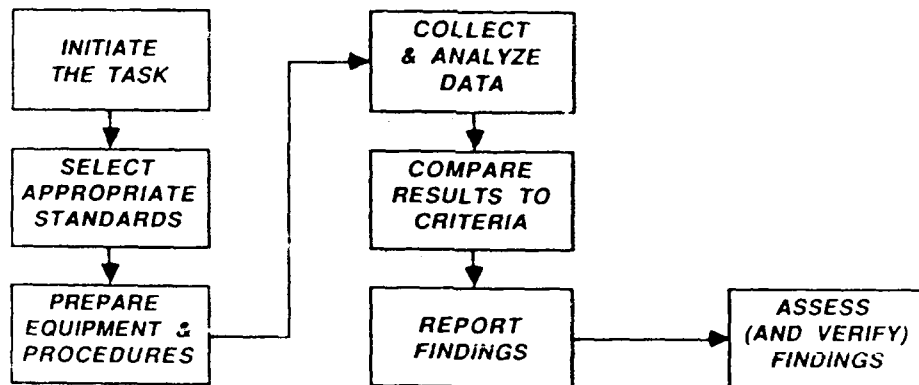 INITIATE
THE TASK
SELECT
APPROPRIATE
STANDARDS
PREPARE
EQUIPMENT &
PROCEDURES
COLLECT
& ANALYZE
DATA
COMPARE
RESULTS TO
CRITERIA
REPORT
FINDINGS
ASSESS
(AND VERIFY)
FINDINGS